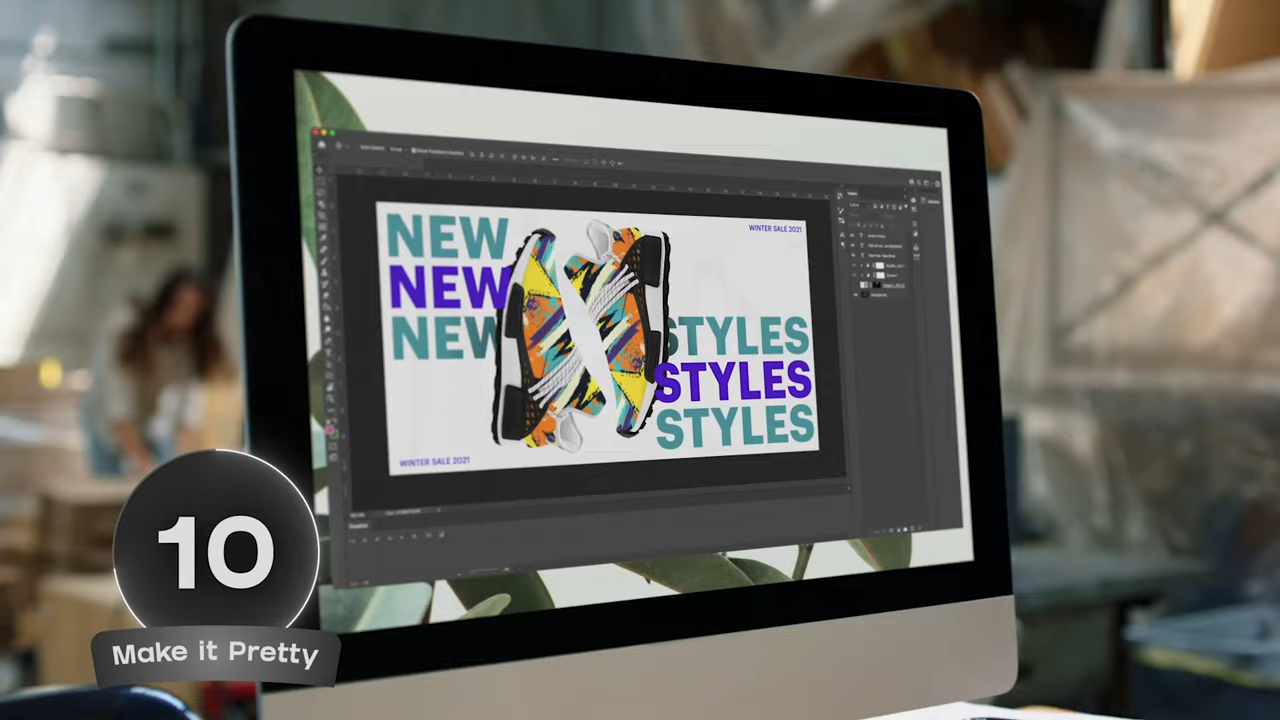 NEW
NEW
NEW
WINTER SALE 2021
STYLES
STYLES
STYLES
WINTER SALE 2021
10
Make it Pretty